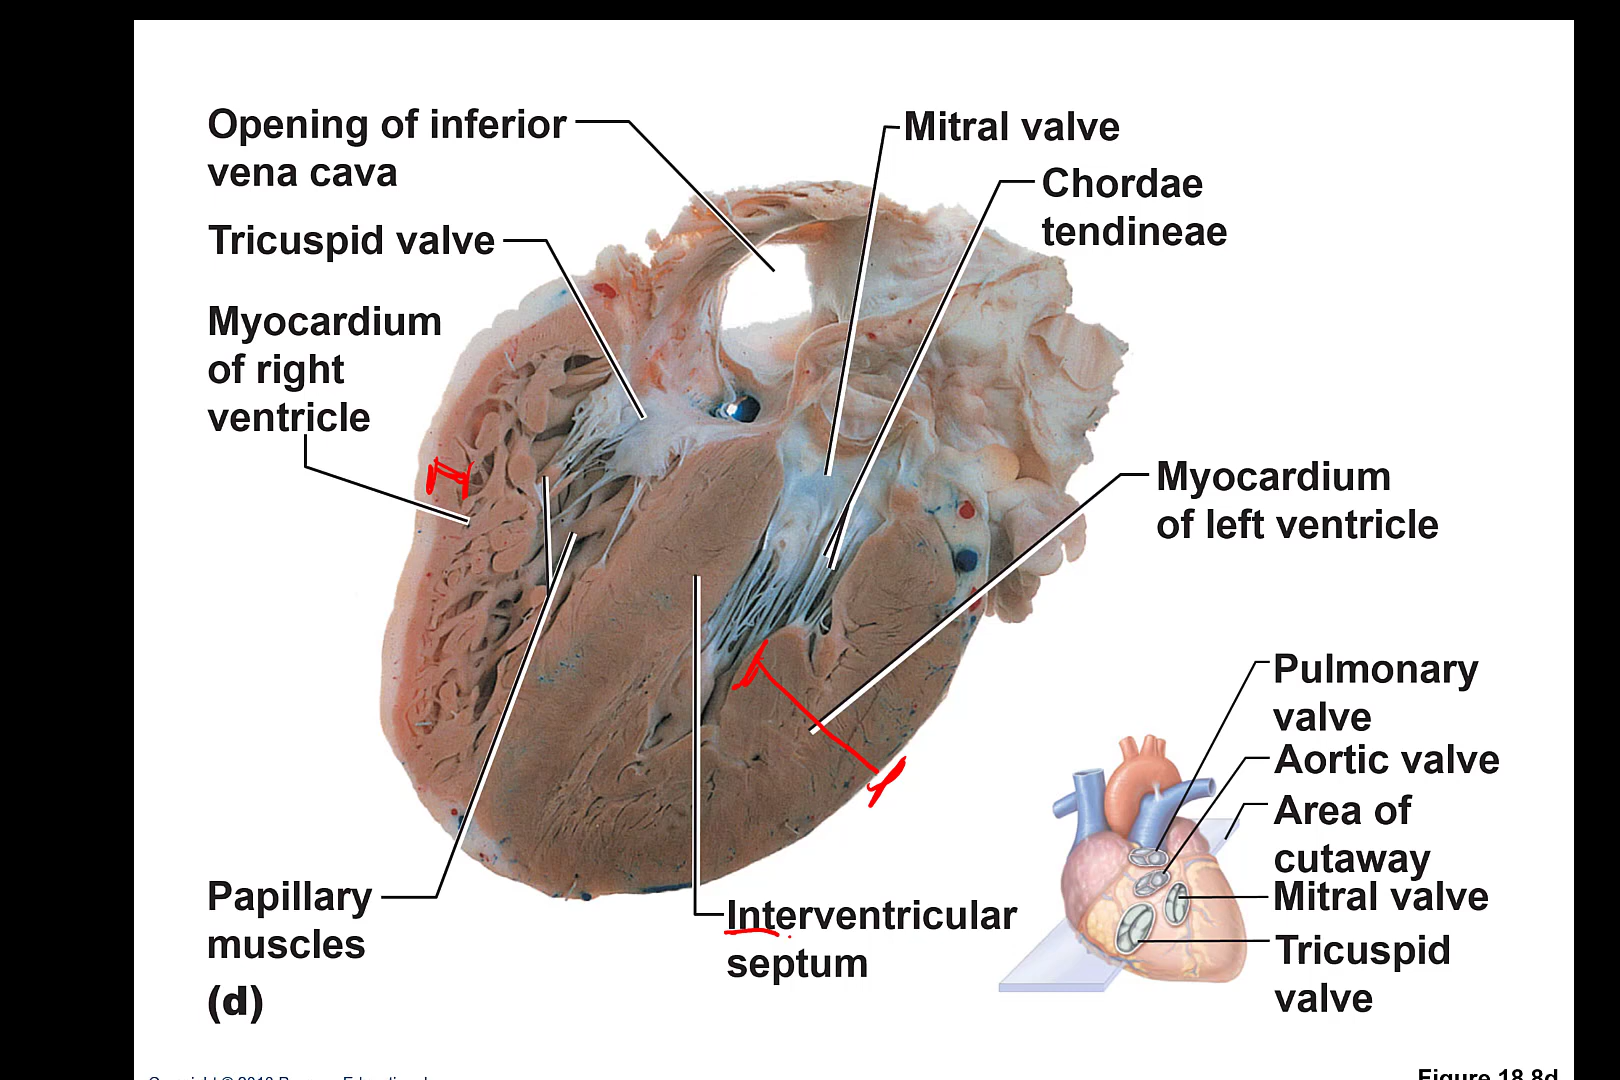 Opening of inferior
vena cava
Tricuspid valve
Myocardium
of right
ventricle
Mitral valve
Chordae
tendineae
Myocardium
of left ventricle
Papillary
muscles
(d)
Interventricular
septum
Pulmonary
valve
Aortic valve
Area of
cutaway
Mitral valve
Tricuspid
valve
Figure 18.8d